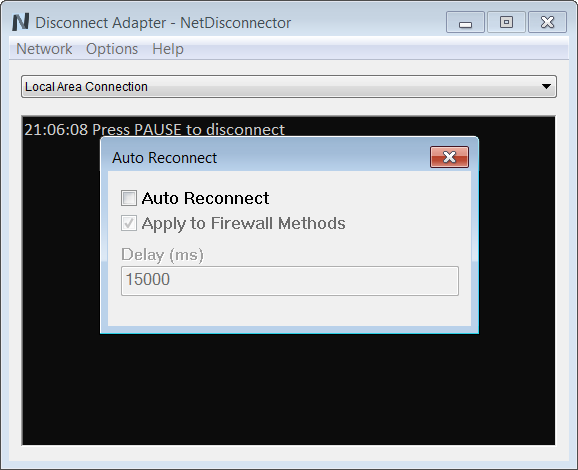 Disconnect Adapter - NetDisconnector
Network Options Help
Local Area Connection
21:06:08 Press PAUSE to disconnect
Auto Reconnect
Auto Reconnect
Apply to Firewall Methods
Delay (ms)
15000